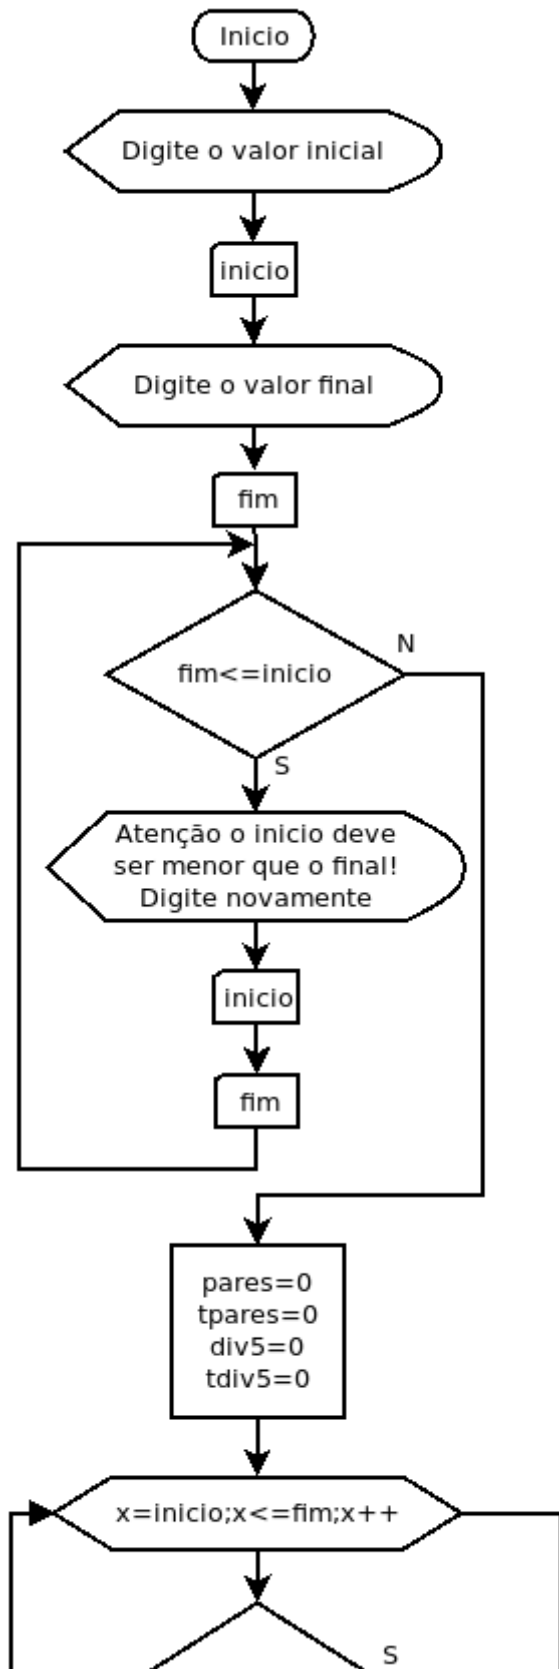 Inicio
Digite o valor inicial
inicio
Digite o valor final
fim
fim<=inicio
N
S
Atenção o inicio deve
ser menor que o final!
Digite novamente
inicio
fim
pares=0
tpares=0
div5=0
tdiv5=0
x=inicio;x<=fim;x++
S